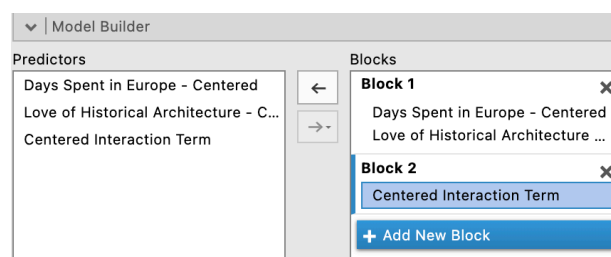 Model Builder
Predictors
Days Spent in Europe - Centered
Love of Historical Architecture - C...
Centered Interaction Term
Blocks
Block 1
Days Spent in Europe - Centered
Love of Historical Architecture ...
Block 2
Centered Interaction Term
+ Add New Block